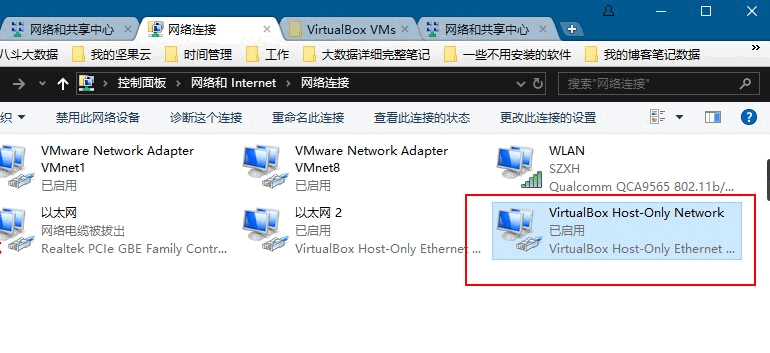 网络和共享中心
网络连接
VirtualBox VMs
网络和共享中心
八斗大数据
我的坚果云
时间管理
工作
大数据详细完整笔记
一些不用安装的软件
我的博客笔记数据
控制面板 › 网络和 Internet › 网络连接
搜索"网络连接"
织 禁用此网络设备 诊断这个连接 重命名此连接 查看此连接的状态 更改此连接的设置
VMware Network Adapter
VMnet1
已启用
VMware Network Adapter
VMnet8
已启用
WLAN
SZXH
Qualcomm QCA9565 802.11b/...
以太网
网络电缆被拔出
Realtek PCIe GBE Family Contr...
以太网 2
已启用
VirtualBox Host-Only Ethernet ...
VirtualBox Host-Only Network
已启用
VirtualBox Host-Only Ethernet ...